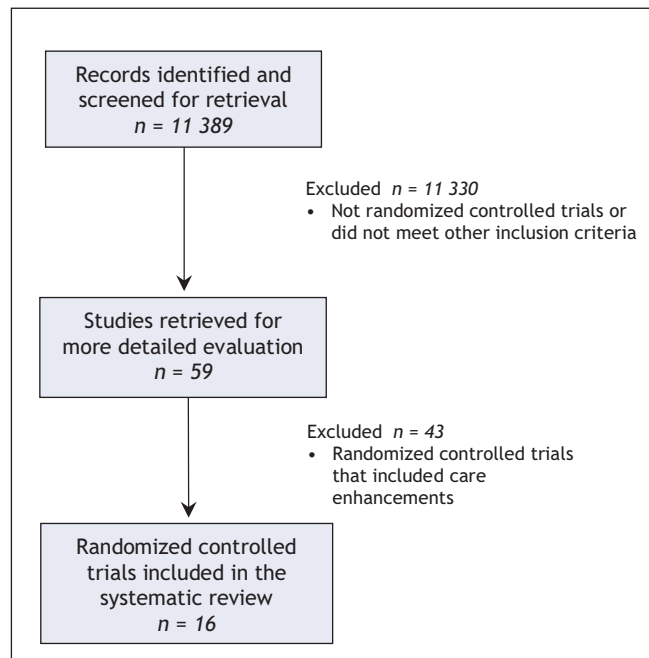 Records identified and
screened for retrieval
n = 11 389
Excluded n = 11 330
• Not randomized controlled trials or
did not meet other inclusion criteria
Studies retrieved for
more detailed evaluation
n = 59
Excluded n = 43
• Randomized controlled trials
that included care
enhancements
Randomized controlled
trials included in the
systematic review
n = 16